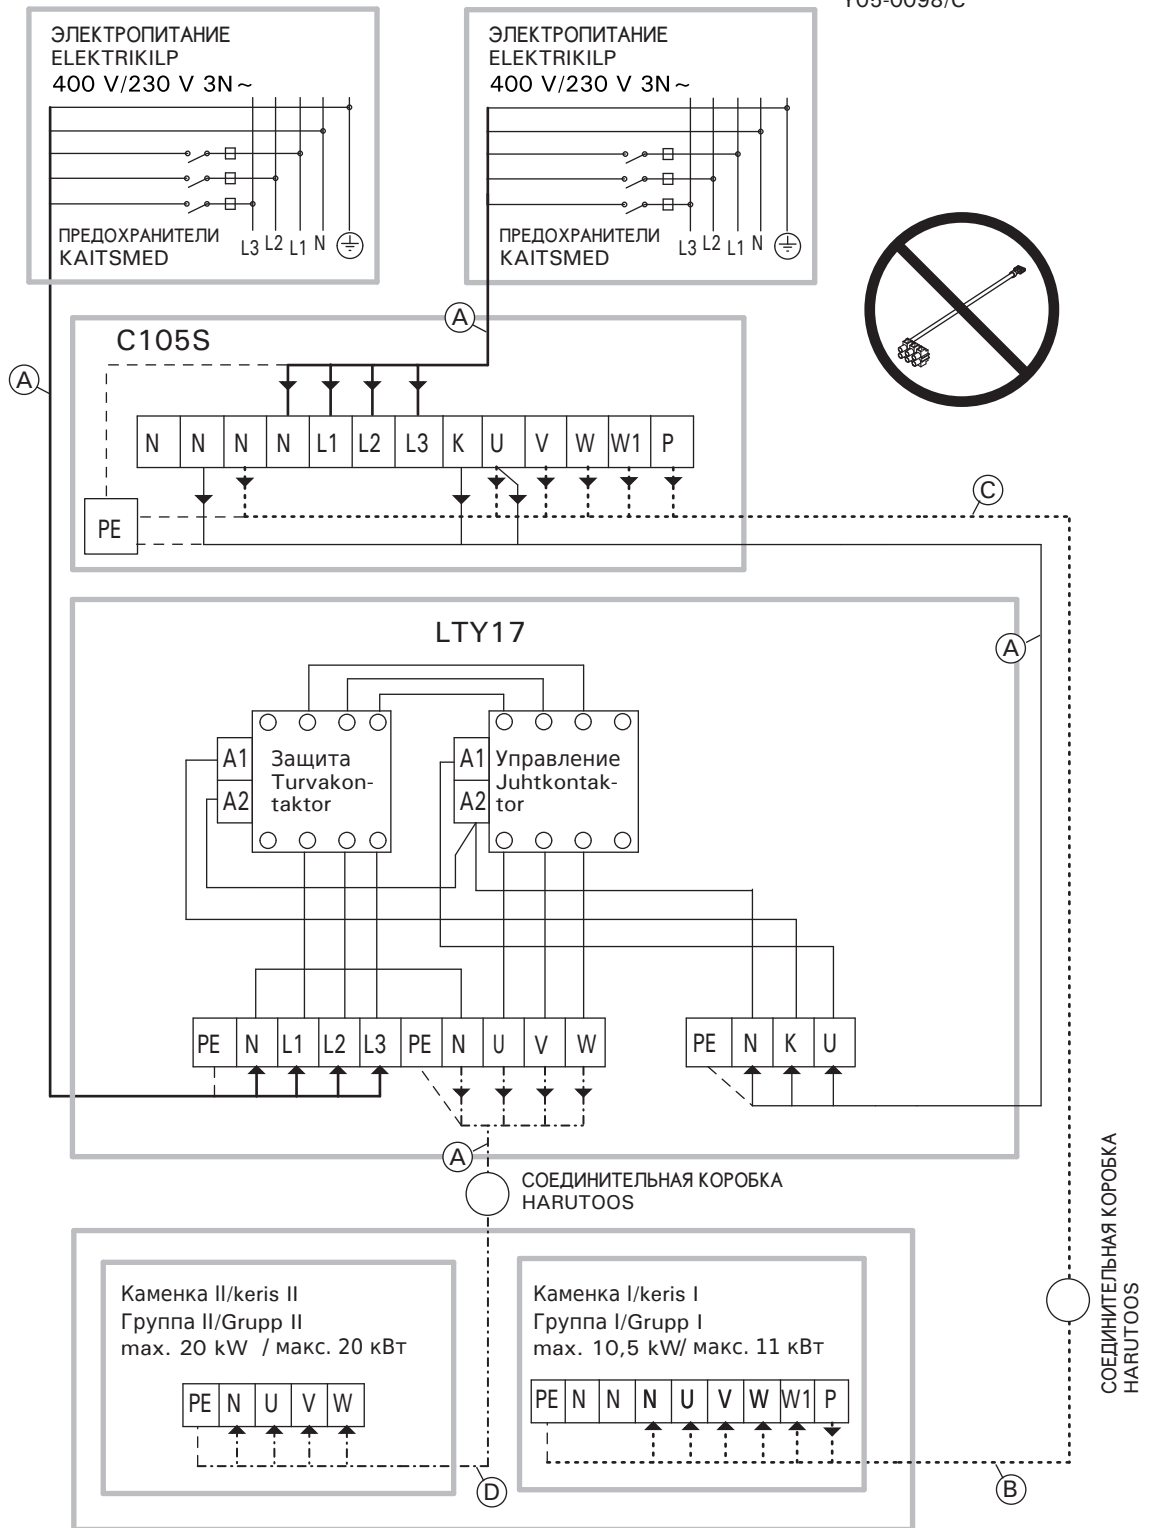 Y05-0098/C
ЭЛЕКТРОПИТАНИЕ
ELEKTRIKILP
400 V/230 V 3N~
ПРЕДОХРАНИТЕЛИ
KAITSMED
L3 L2 L1 N
ЭЛЕКТРОПИТАНИЕ
ELEKTRIKILP
400 V/230 V 3N~
ПРЕДОХРАНИТЕЛИ
KAITSMED
L3 L2 L1 N
A
A
C105S
N N N N L1 L2 L3 K U V W W1 P
PE
C
LTY17
A
A1
A2
Защита
Turvakon-
taktor
A1
A2
Управление
Juhtkontak-
tor
PE N L1 L2 L3 PE N U V W
PE N K U
A
СОЕДИНИТЕЛЬНАЯ КОРОБКА
HARUTOOS
СОЕДИНИТЕЛЬНАЯ КОРОБКА
HARUTOOS
Каменка II/keris II
Группа II/Grupp II
max. 20 kW / макс. 20 кВт
PE N U V W
D
Каменка I/keris I
Группа I/Grupp I
max. 10,5 kW/ макс. 11 кВт
PE N N N U V W W1 P
B